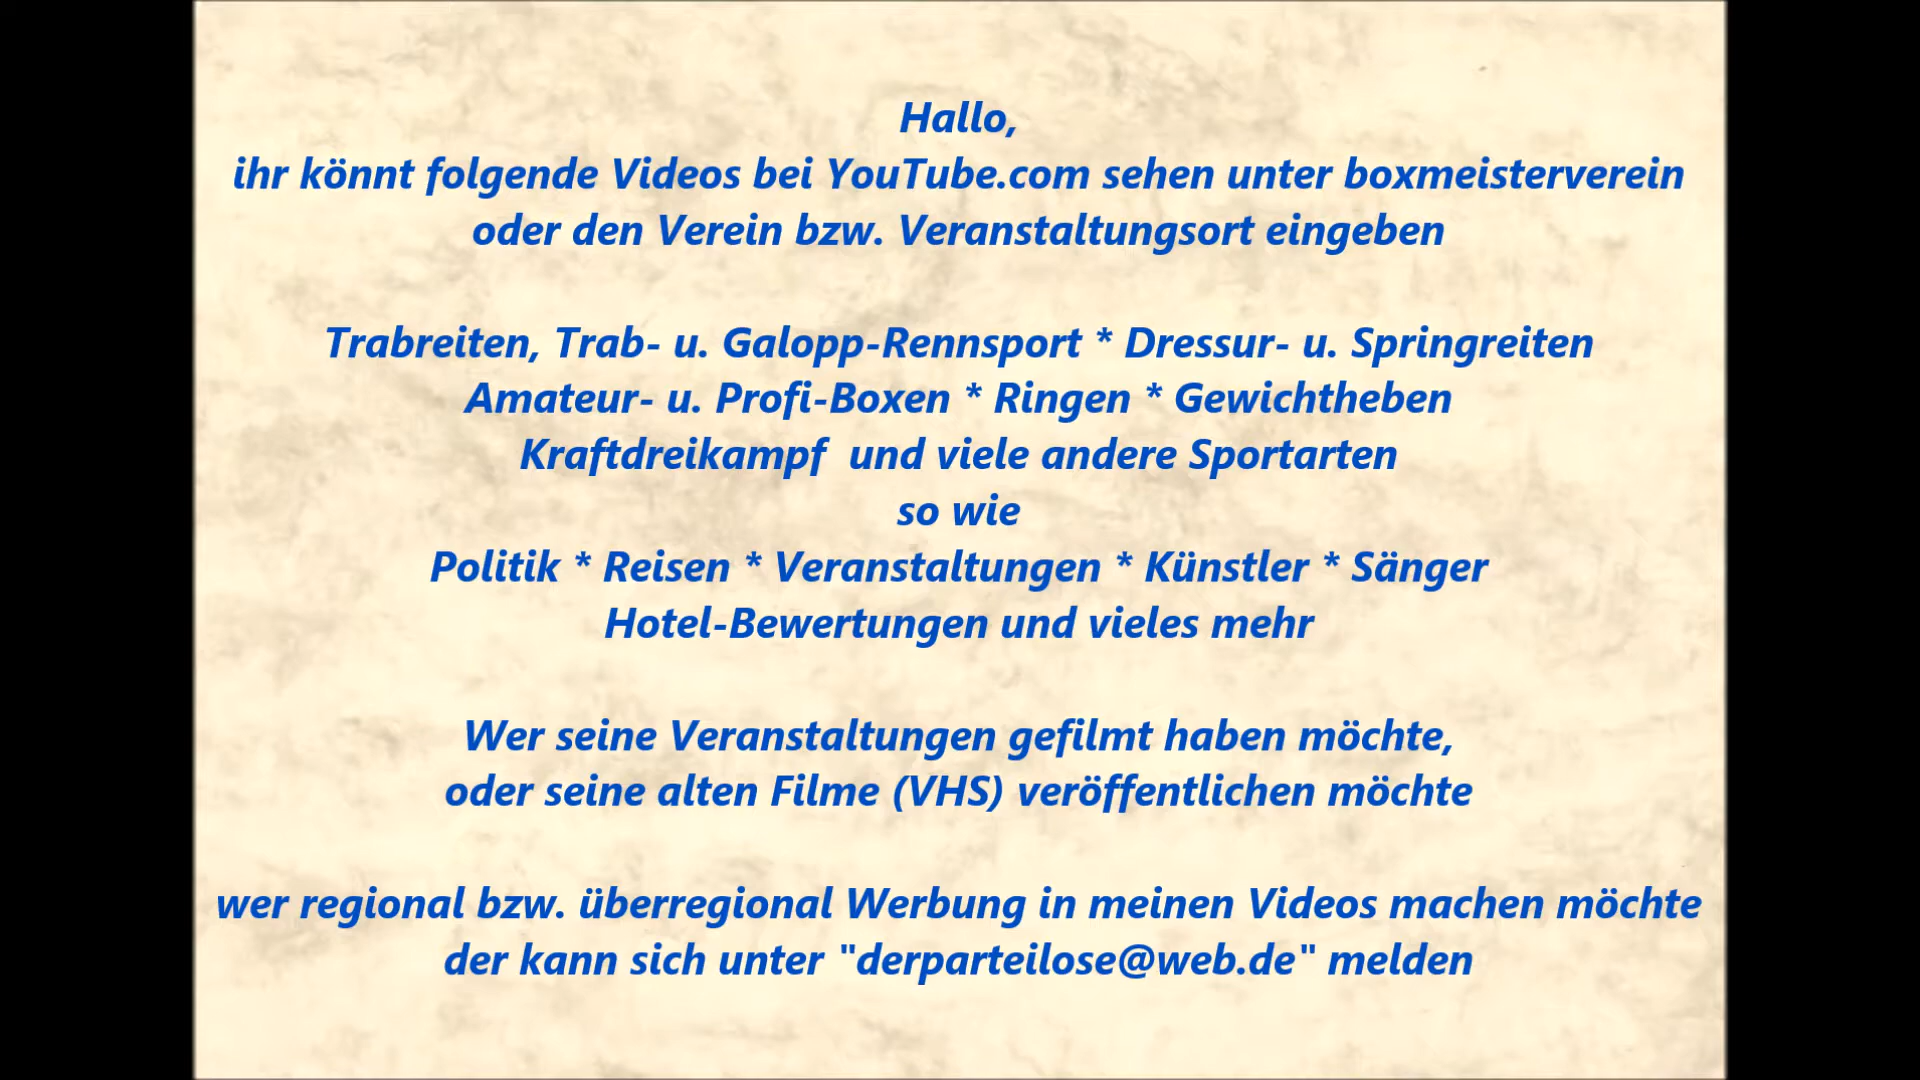 Hallo,
ihr könnt folgende Videos bei YouTube.com sehen unter boxmeisterverein
oder den Verein bzw. Veranstaltungsort eingeben
Trabreiten, Trab- u. Galopp-Rennsport * Dressur- u. Springreiten
Amateur- u. Profi-Boxen * Ringen * Gewichtheben
Kraftdreikampf  und viele andere Sportarten
so wie
Politik * Reisen * Veranstaltungen * Künstler * Sänger
Hotel-Bewertungen und vieles mehr
Wer seine Veranstaltungen gefilmt haben möchte,
oder seine alten Filme (VHS) veröffentlichen möchte
wer regional bzw. überregional Werbung in meinen Videos machen möchte
der kann sich unter "derparteilose@web.de" melden